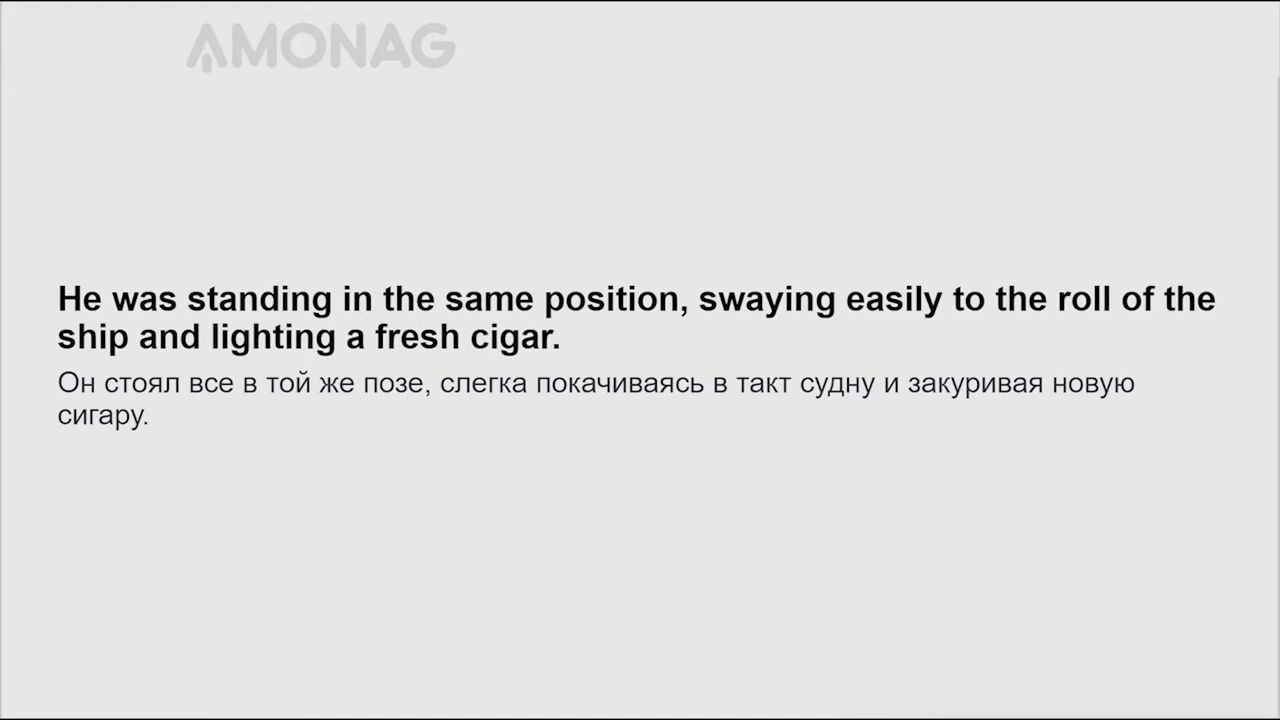 AMONAG
He was standing in the same position, swaying easily to the roll of the
ship and lighting a fresh cigar.
Он стоял все в той же позе, слегка покачиваясь в такт судну и закуривая новую
сигару.